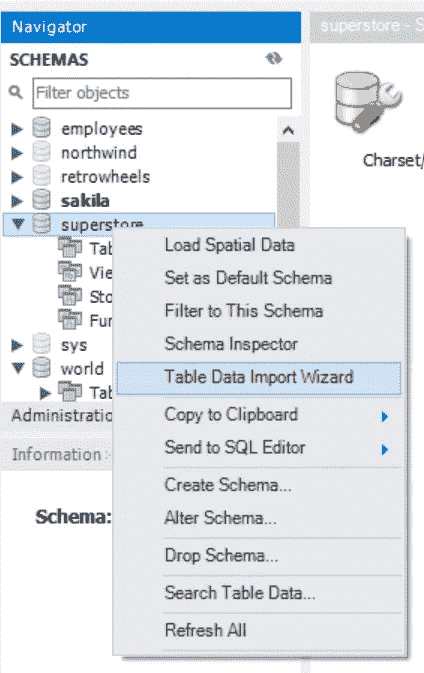 Navigator
superstore - S
SCHEMAS
Filter objects
Charset/
employees
northwind
retrowheels
sakila
superstore
Tab
Vie
Sto
Fun
sys
world
Tab
Administratio
Information
Schema:
Load Spatial Data
Set as Default Schema
Filter to This Schema
Schema Inspector
Table Data Import Wizard
Copy to Clipboard
Send to SQL Editor
Create Schema...
Alter Schema...
Drop Schema...
Search Table Data...
Refresh All